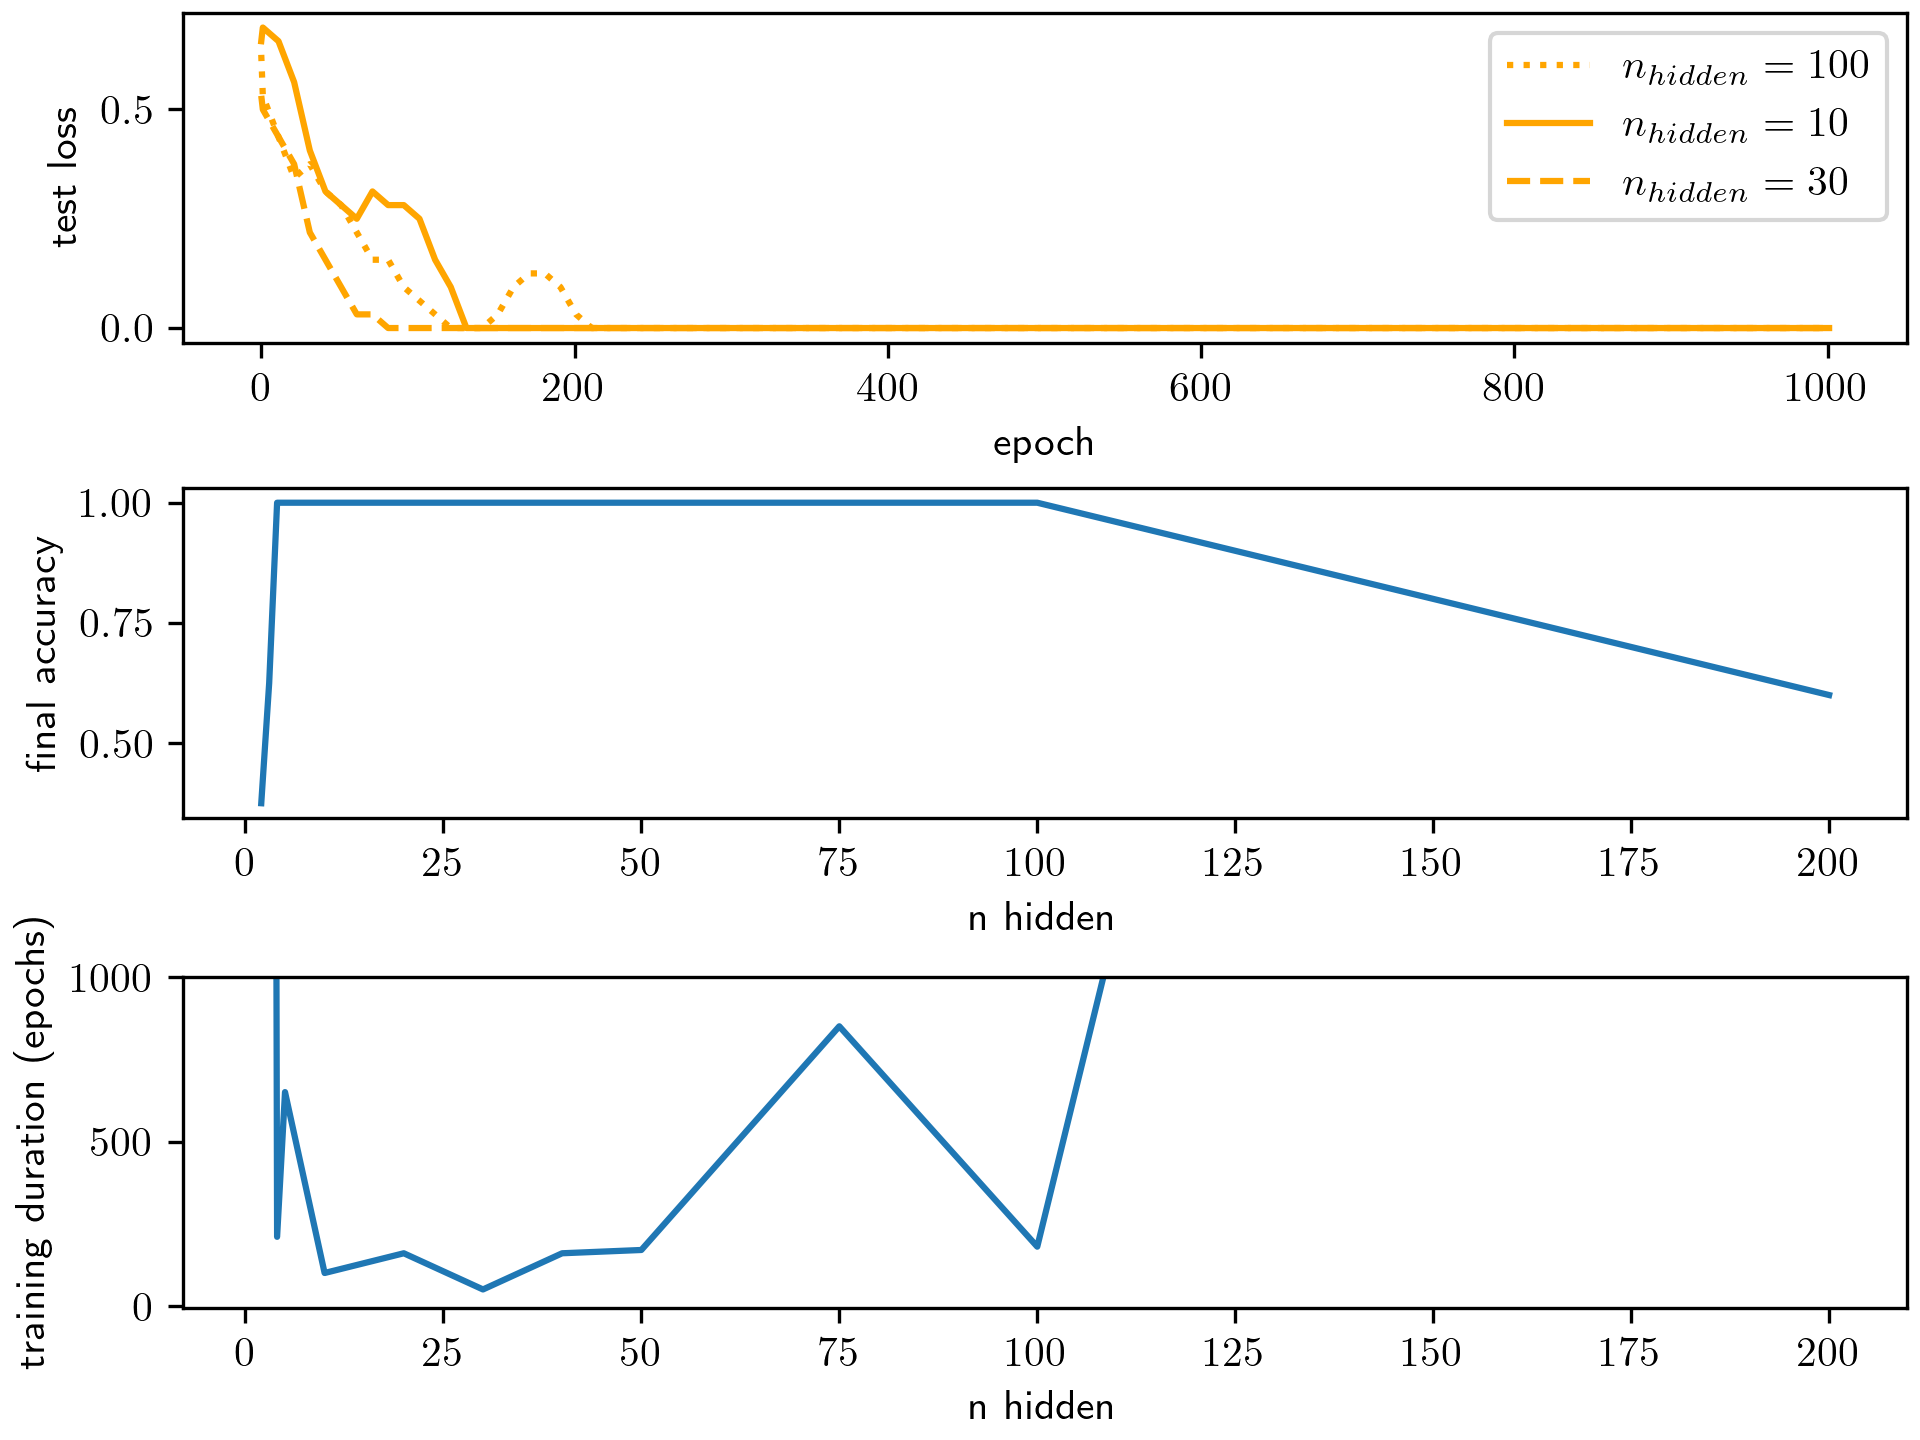 test loss
0.5
0.0
n_hidden = 100
n_hidden = 10
n_hidden = 30
0 200 400 600 800 1000
epoch
final accuracy
1.00
0.75
0.50
0 25 50 75 100 125 150 175 200
n hidden
training duration (epochs)
1000
500
0
0 25 50 75 100 125 150 175 200
n hidden